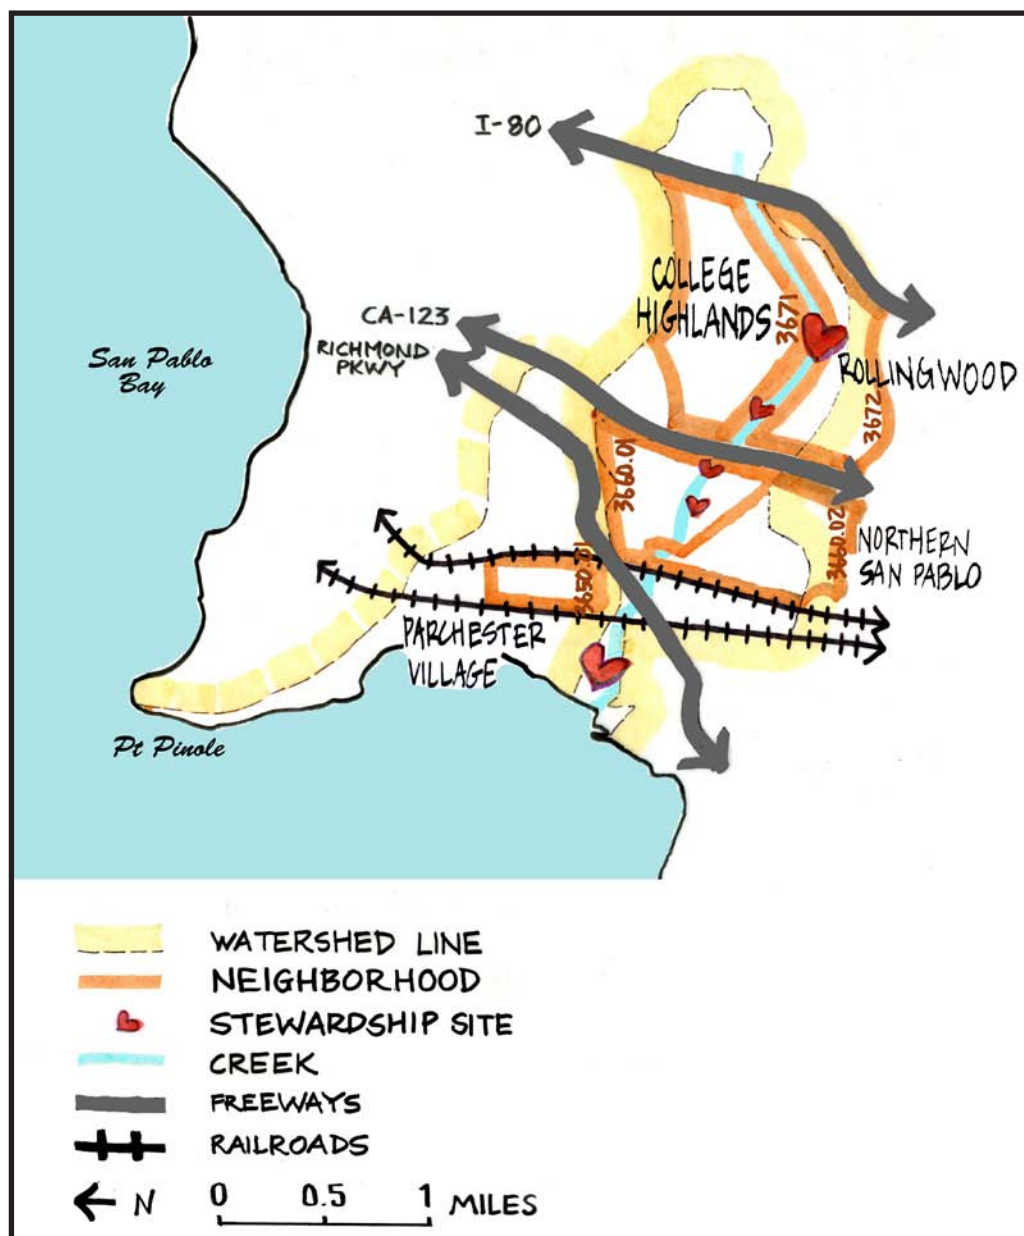 I-80
COLLEGE
HIGHLANDS
3671
CA-123
RICHMOND
PKWY
San Pablo
Bay
ROLLINGWOOD
3672
3660.01
3660.02
NORTHERN
SAN PABLO
3650.01
PARCHESTER
VILLAGE
Pt Pinole
WATERSHED LINE
NEIGHBORHOOD
STEWARDSHIP SITE
CREEK
FREEWAYS
RAILROADS
N 0 0.5 1 MILES